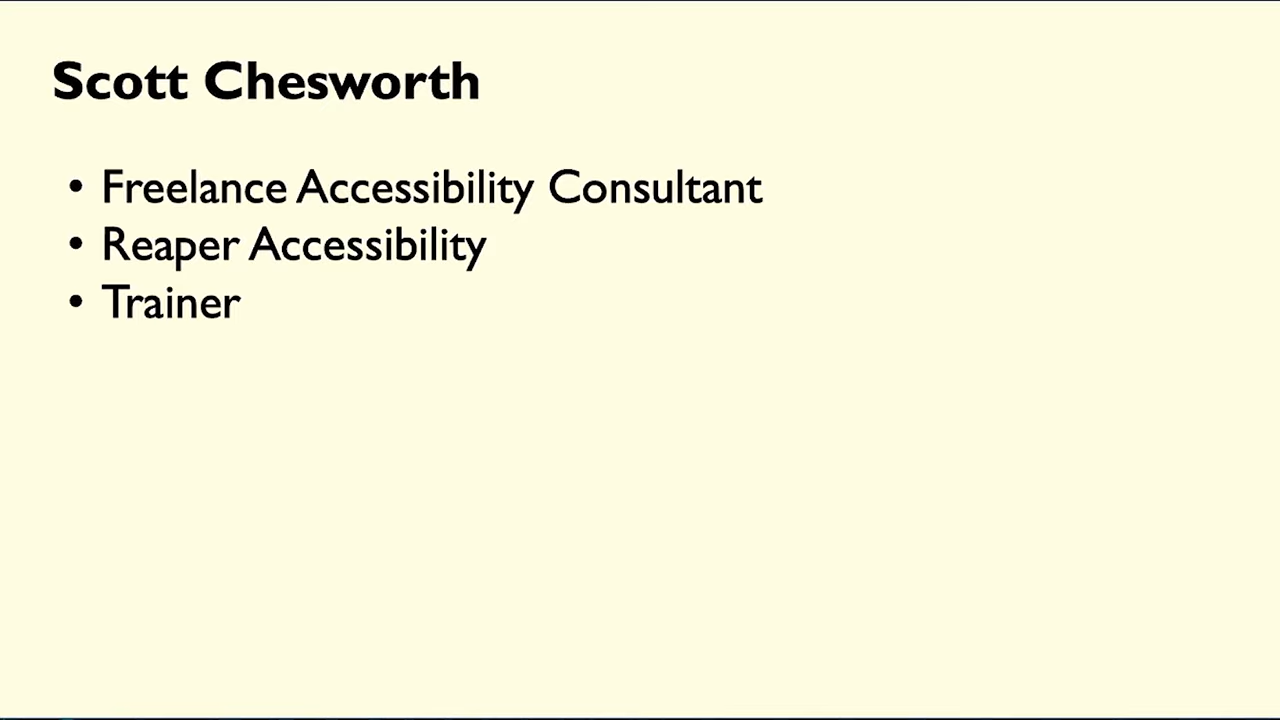 Scott Chesworth
• Freelance Accessibility Consultant
• Reaper Accessibility
• Trainer